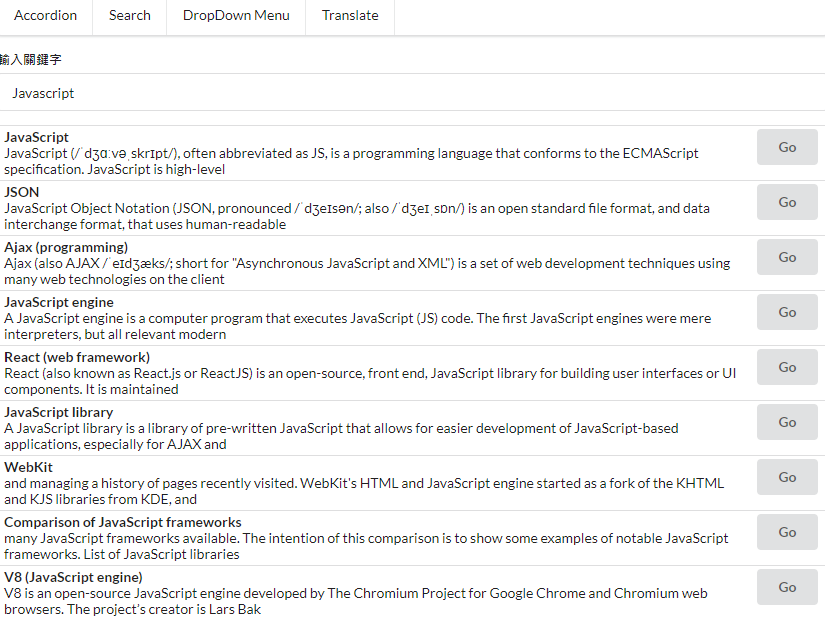 Accordion Search DropDown Menu Translate
輸入關鍵字
Javascript
JavaScript
JavaScript (/ˈdʒɑːvəˌskrɪpt/), often abbreviated as JS, is a programming language that conforms to the ECMAScript
specification. JavaScript is high-level
Go
JSON
JavaScript Object Notation (JSON, pronounced /ˈdʒeɪsən/; also /ˈdʒeɪˌsɒn/) is an open standard file format, and data
interchange format, that uses human-readable
Go
Ajax (programming)
Ajax (also AJAX /ˈeɪdʒæks/; short for "Asynchronous JavaScript and XML") is a set of web development techniques using
many web technologies on the client
Go
JavaScript engine
A JavaScript engine is a computer program that executes JavaScript (JS) code. The first JavaScript engines were mere
interpreters, but all relevant modern
Go
React (web framework)
React (also known as React.js or ReactJS) is an open-source, front end, JavaScript library for building user interfaces or UI
components. It is maintained
Go
JavaScript library
A JavaScript library is a library of pre-written JavaScript that allows for easier development of JavaScript-based
applications, especially for AJAX and
Go
WebKit
and managing a history of pages recently visited. WebKit's HTML and JavaScript engine started as a fork of the KHTML
and KJS libraries from KDE, and
Go
Comparison of JavaScript frameworks
many JavaScript frameworks available. The intention of this comparison is to show some examples of notable JavaScript
frameworks. List of JavaScript libraries
Go
V8 (JavaScript engine)
V8 is an open-source JavaScript engine developed by The Chromium Project for Google Chrome and Chromium web
browsers. The project's creator is Lars Bak
Go